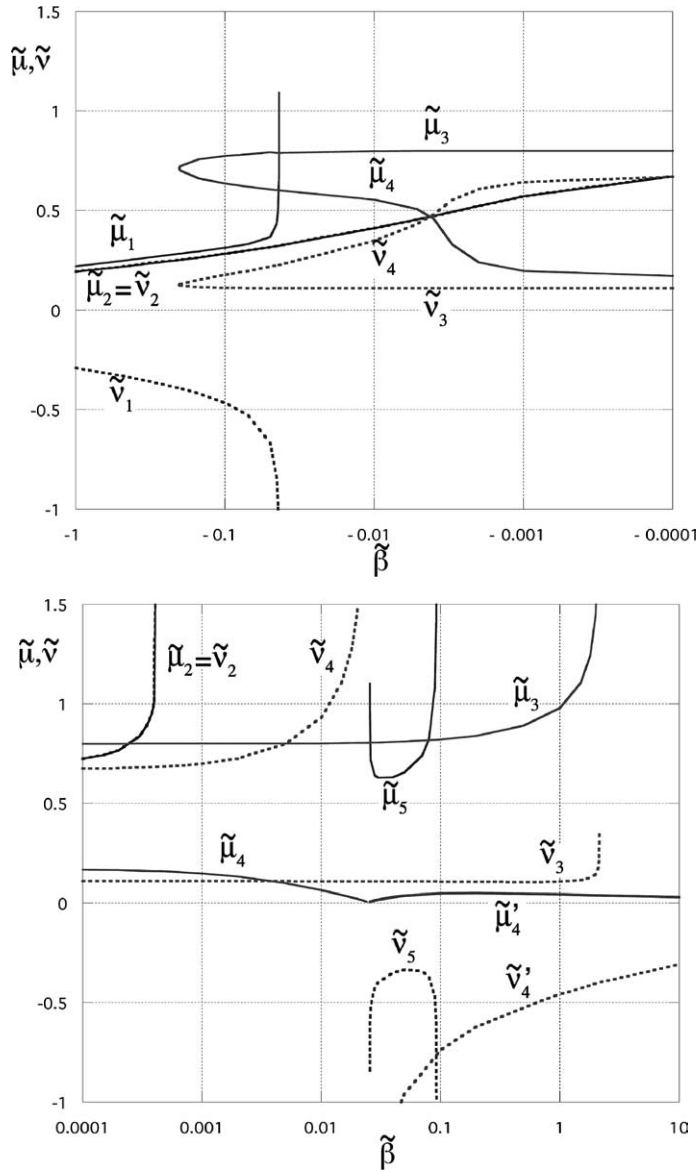 1.5
μ̃,ν̃
1
μ̃₃
μ̃₄
0.5
μ̃₁
ν̃₄
μ̃₂=ν̃₂
ν̃₃
0
ν̃₁
-0.5
-1
-1 - 0.1 - 0.01 - 0.001 - 0.0001
β̃
1.5
μ̃,ν̃
μ̃₂=ν̃₂ ν̃₄
μ̃₃
1
μ̃₅
0.5
μ̃₄ ν̃₃
0
μ̃₄’
ν̃₅
ν̃₄’
-0.5
-1
0.0001 0.001 0.01 0.1 1 10
β̃